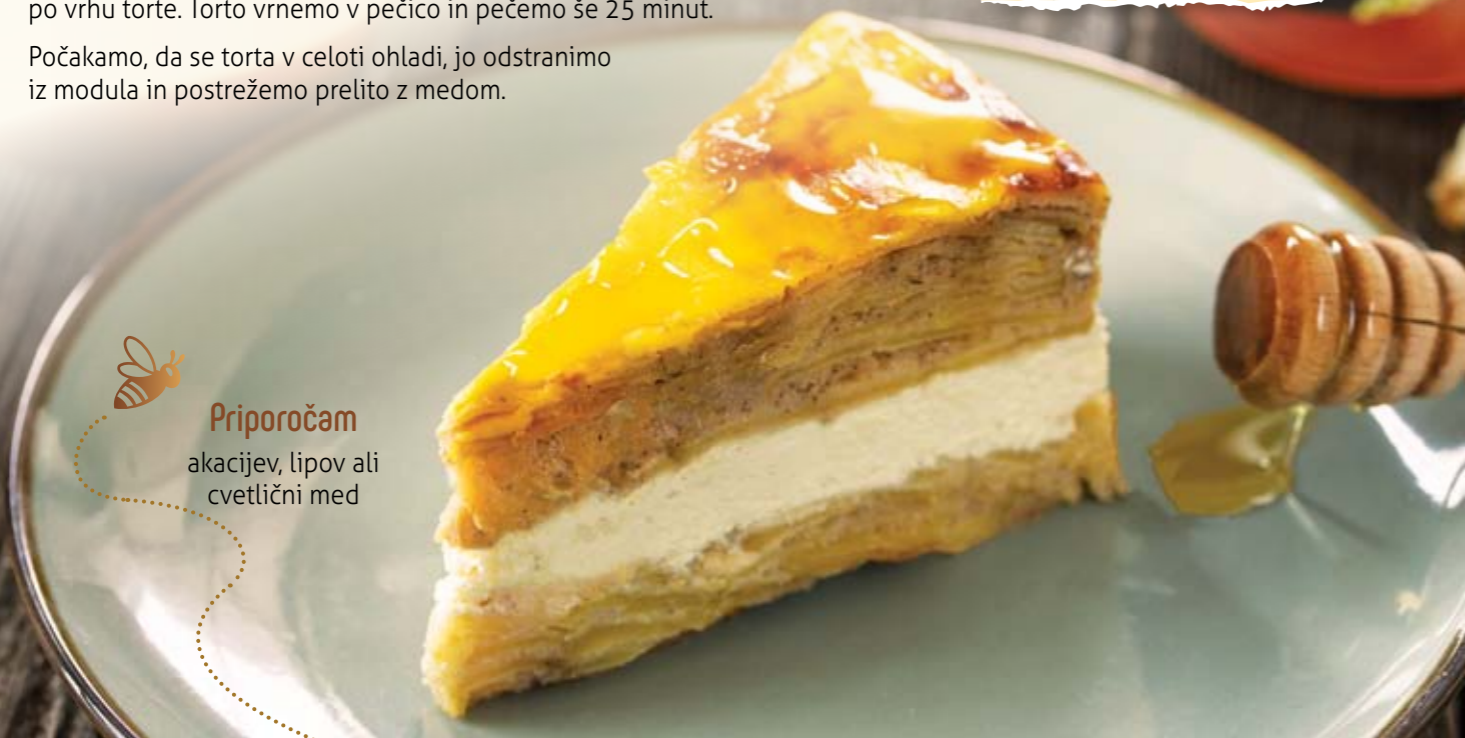 po vrhu torte. Torto vrnemo v pečico in pečemo še 25 minut.
Počakamo, da se torta v celoti ohladi, jo odstranimo
iz modula in postrežemo prelito z medom.
Priporočam
akacijev, lipov ali
cvetlični med